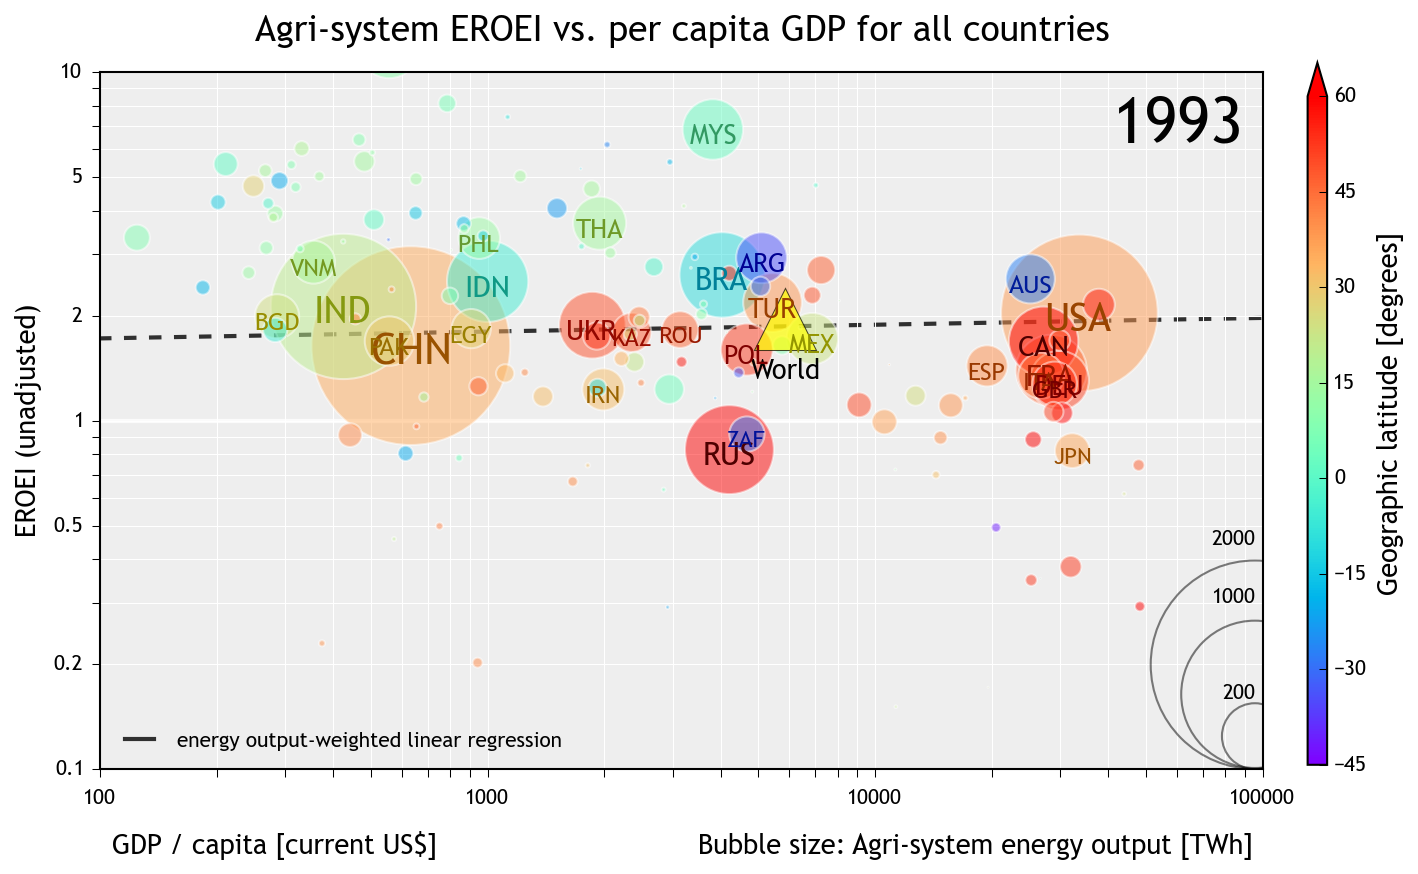 Agri-system EROEI vs. per capita GDP for all countries
1993
10
5
2
1
0.5
0.2
0.1
EROEI (unadjusted)
MYS
THA
PHL
VNM
IDN
IND
BGD
PAK
CHN
EGY
BRA
ARG
TUR
UKR
KAZ
ROU
POL
MEX
World
IRN
ZAF
RUS
AUS
USA
CAN
ESP
FRA
DEU
GBR
JPN
2000
1000
200
energy output-weighted linear regression
100
1000
10000
100000
GDP / capita [current US$]
Bubble size: Agri-system energy output [TWh]
60
45
30
15
0
−15
−30
−45
Geographic latitude [degrees]